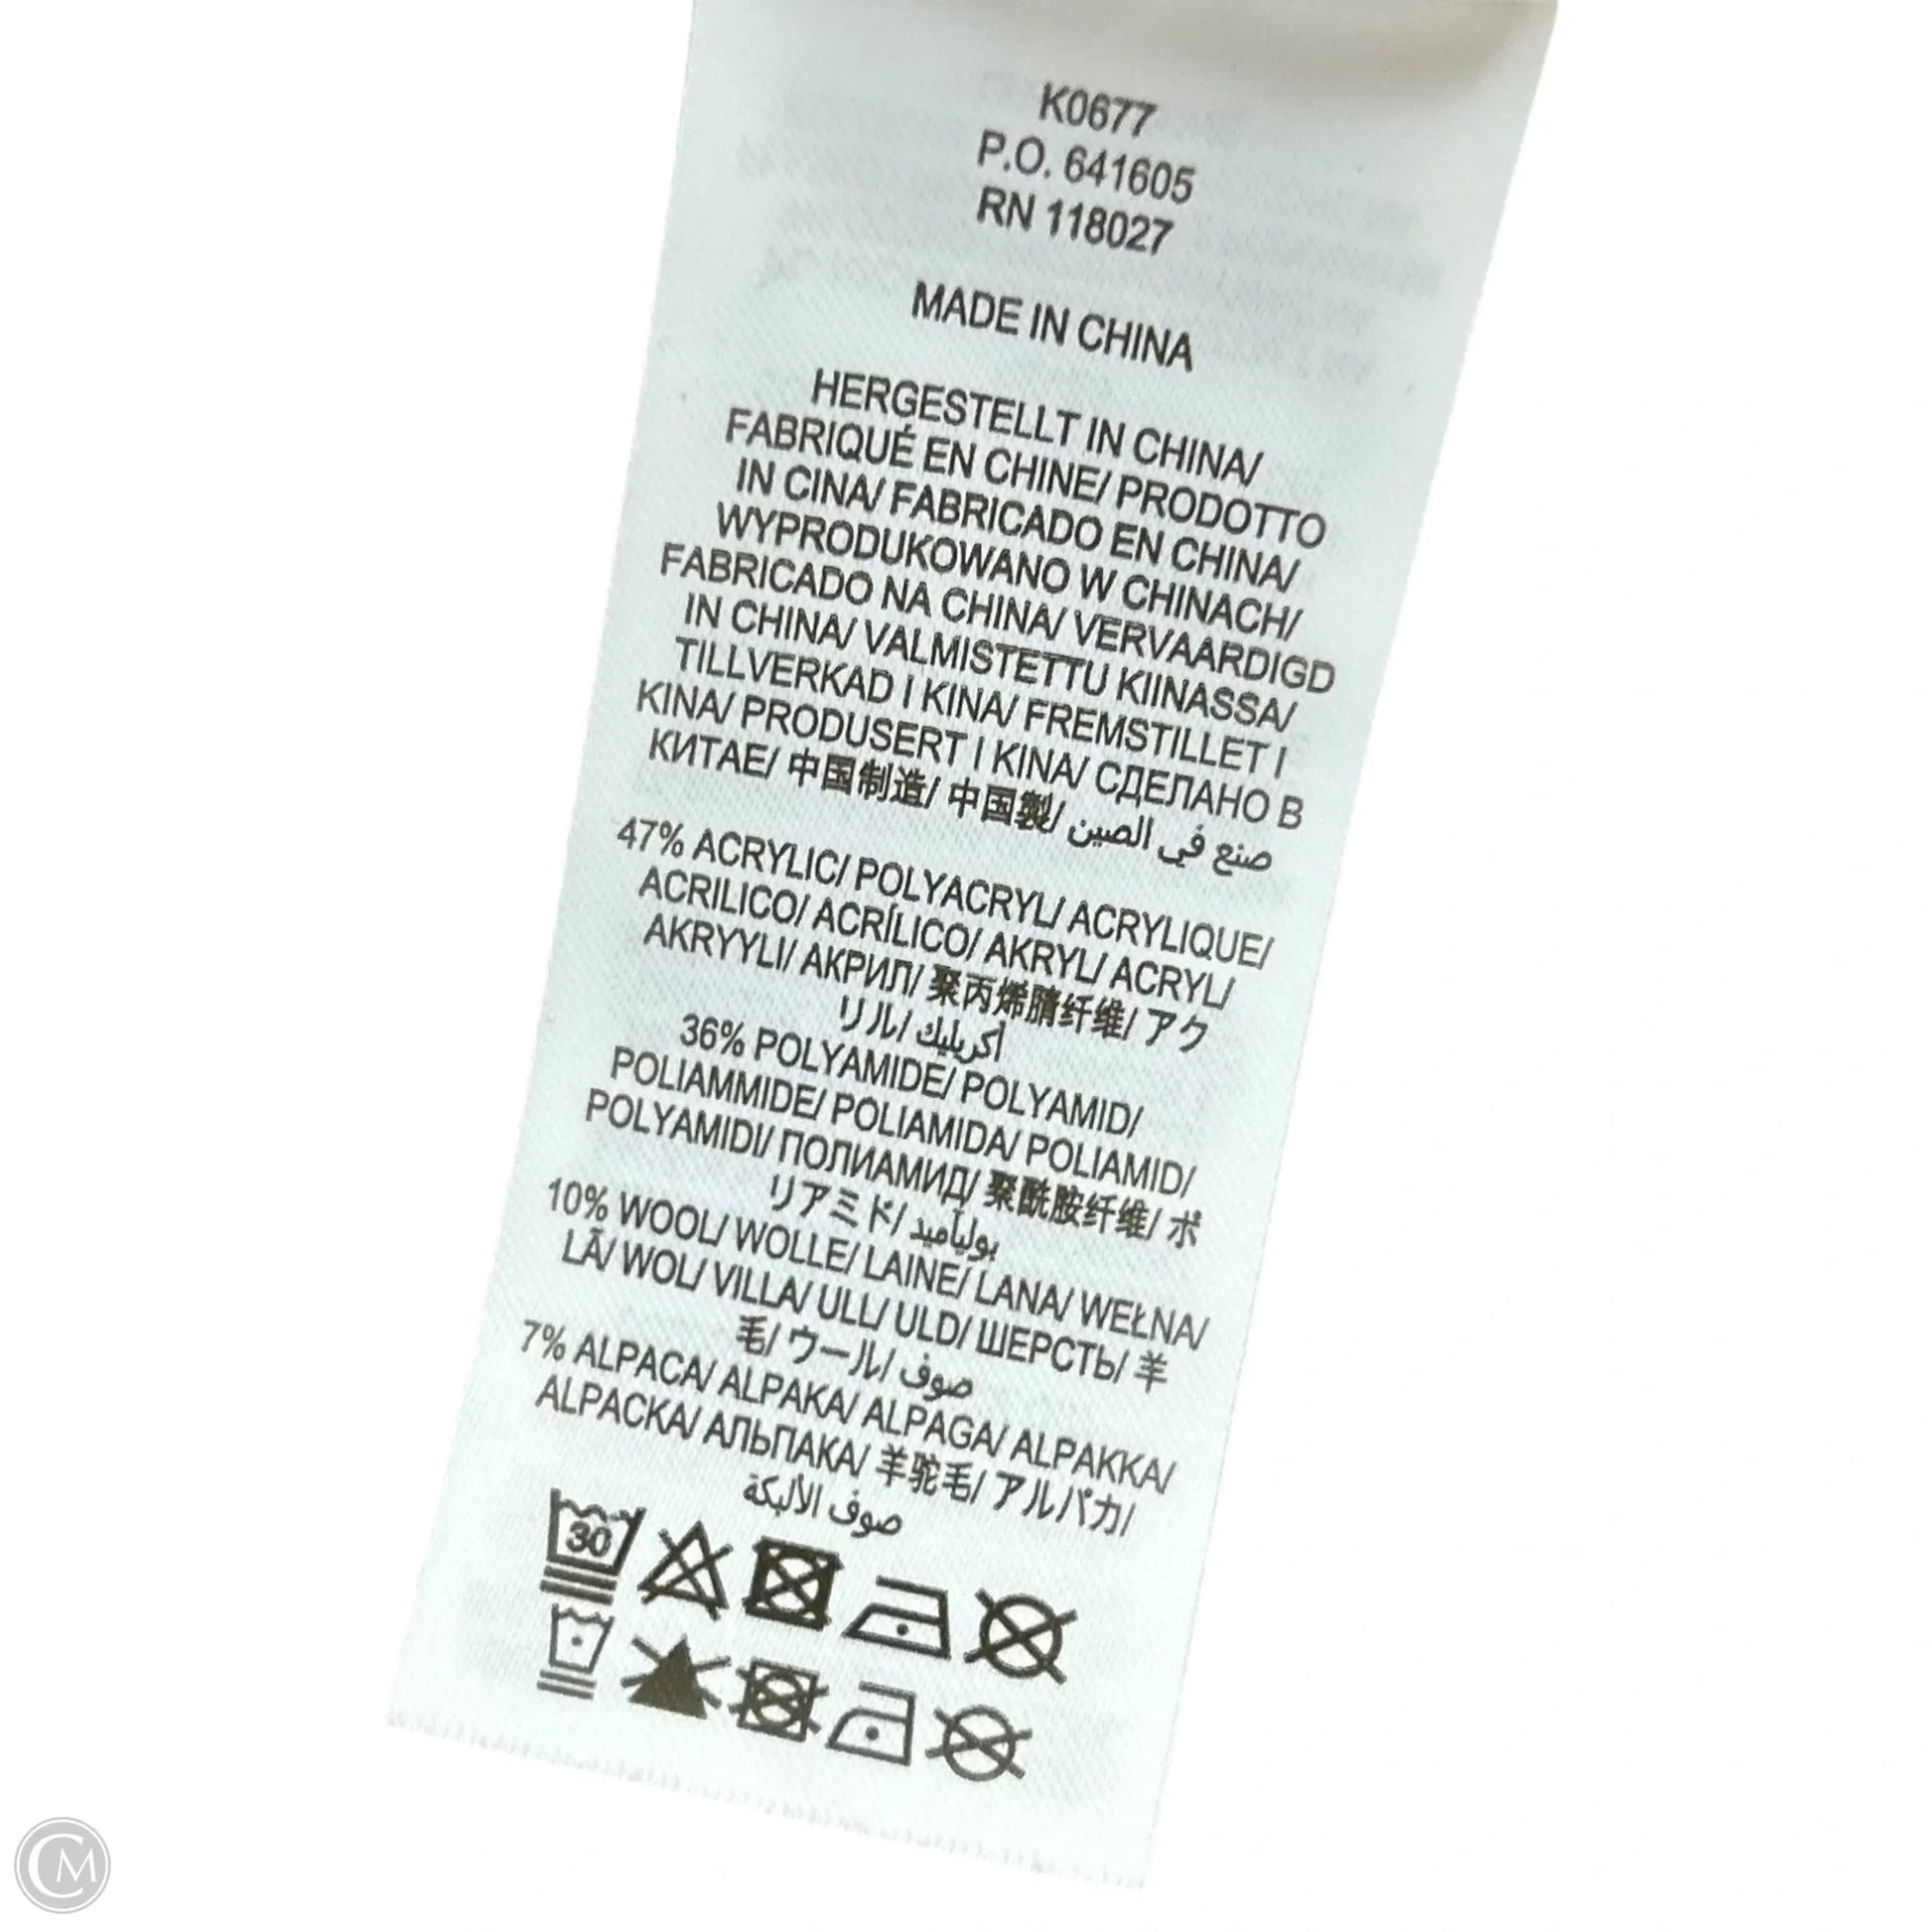 K0677
P.O. 641605
RN 118027
MADE IN CHINA
HERGESTELLT IN CHINA/
FABRIQUÉ EN CHINE/ PRODOTTO
IN CINA/ FABRICADO EN CHINA/
WYPRODUKOWANO W CHINACH/
FABRICADO NA CHINA/ VERVAARDIGD
IN CHINA/ VALMISTETTU KIINASSA/
TILLVERKAD I KINA/ FREMSTILLET I
KINA/ PRODUSERT I KINA/ СДЕЛАНО В
КИТАЕ/ 中国制造/ 中国製/ صنع في الصين
47% ACRYLIC/ POLYACRYL/ ACRYLIQUE/
ACRILICO/ ACRÍLICO/ AKRYL/ ACRYL/
AKRYYLI/ АКРИЛ/ 聚丙烯腈纤维/ アク
リル/ أكريليك
36% POLYAMIDE/ POLYAMID/
POLIAMMIDE/ POLIAMIDA/ POLIAMID/
POLYAMIDI/ ПОЛИАМИД/ 聚酰胺纤维/ ポ
リアミド/ بولياميد
10% WOOL/ WOLLE/ LAINE/ LANA/ WEŁNA/
LÃ/ WOL/ VILLA/ ULL/ ULD/ ШЕРСТЬ/ 羊
毛/ ウール/ صوف
7% ALPACA/ ALPAKA/ ALPAGA/ ALPAKKA/
ALPACKA/ АЛЬПАКА/ 羊驼毛/ アルパカ/
صوف الألبكة
30
CM